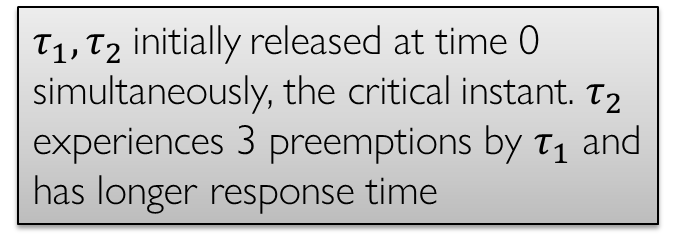 τ₁, τ₂ initially released at time 0
simultaneously, the critical instant. τ₂
experiences 3 preemptions by τ₁ and
has longer response time